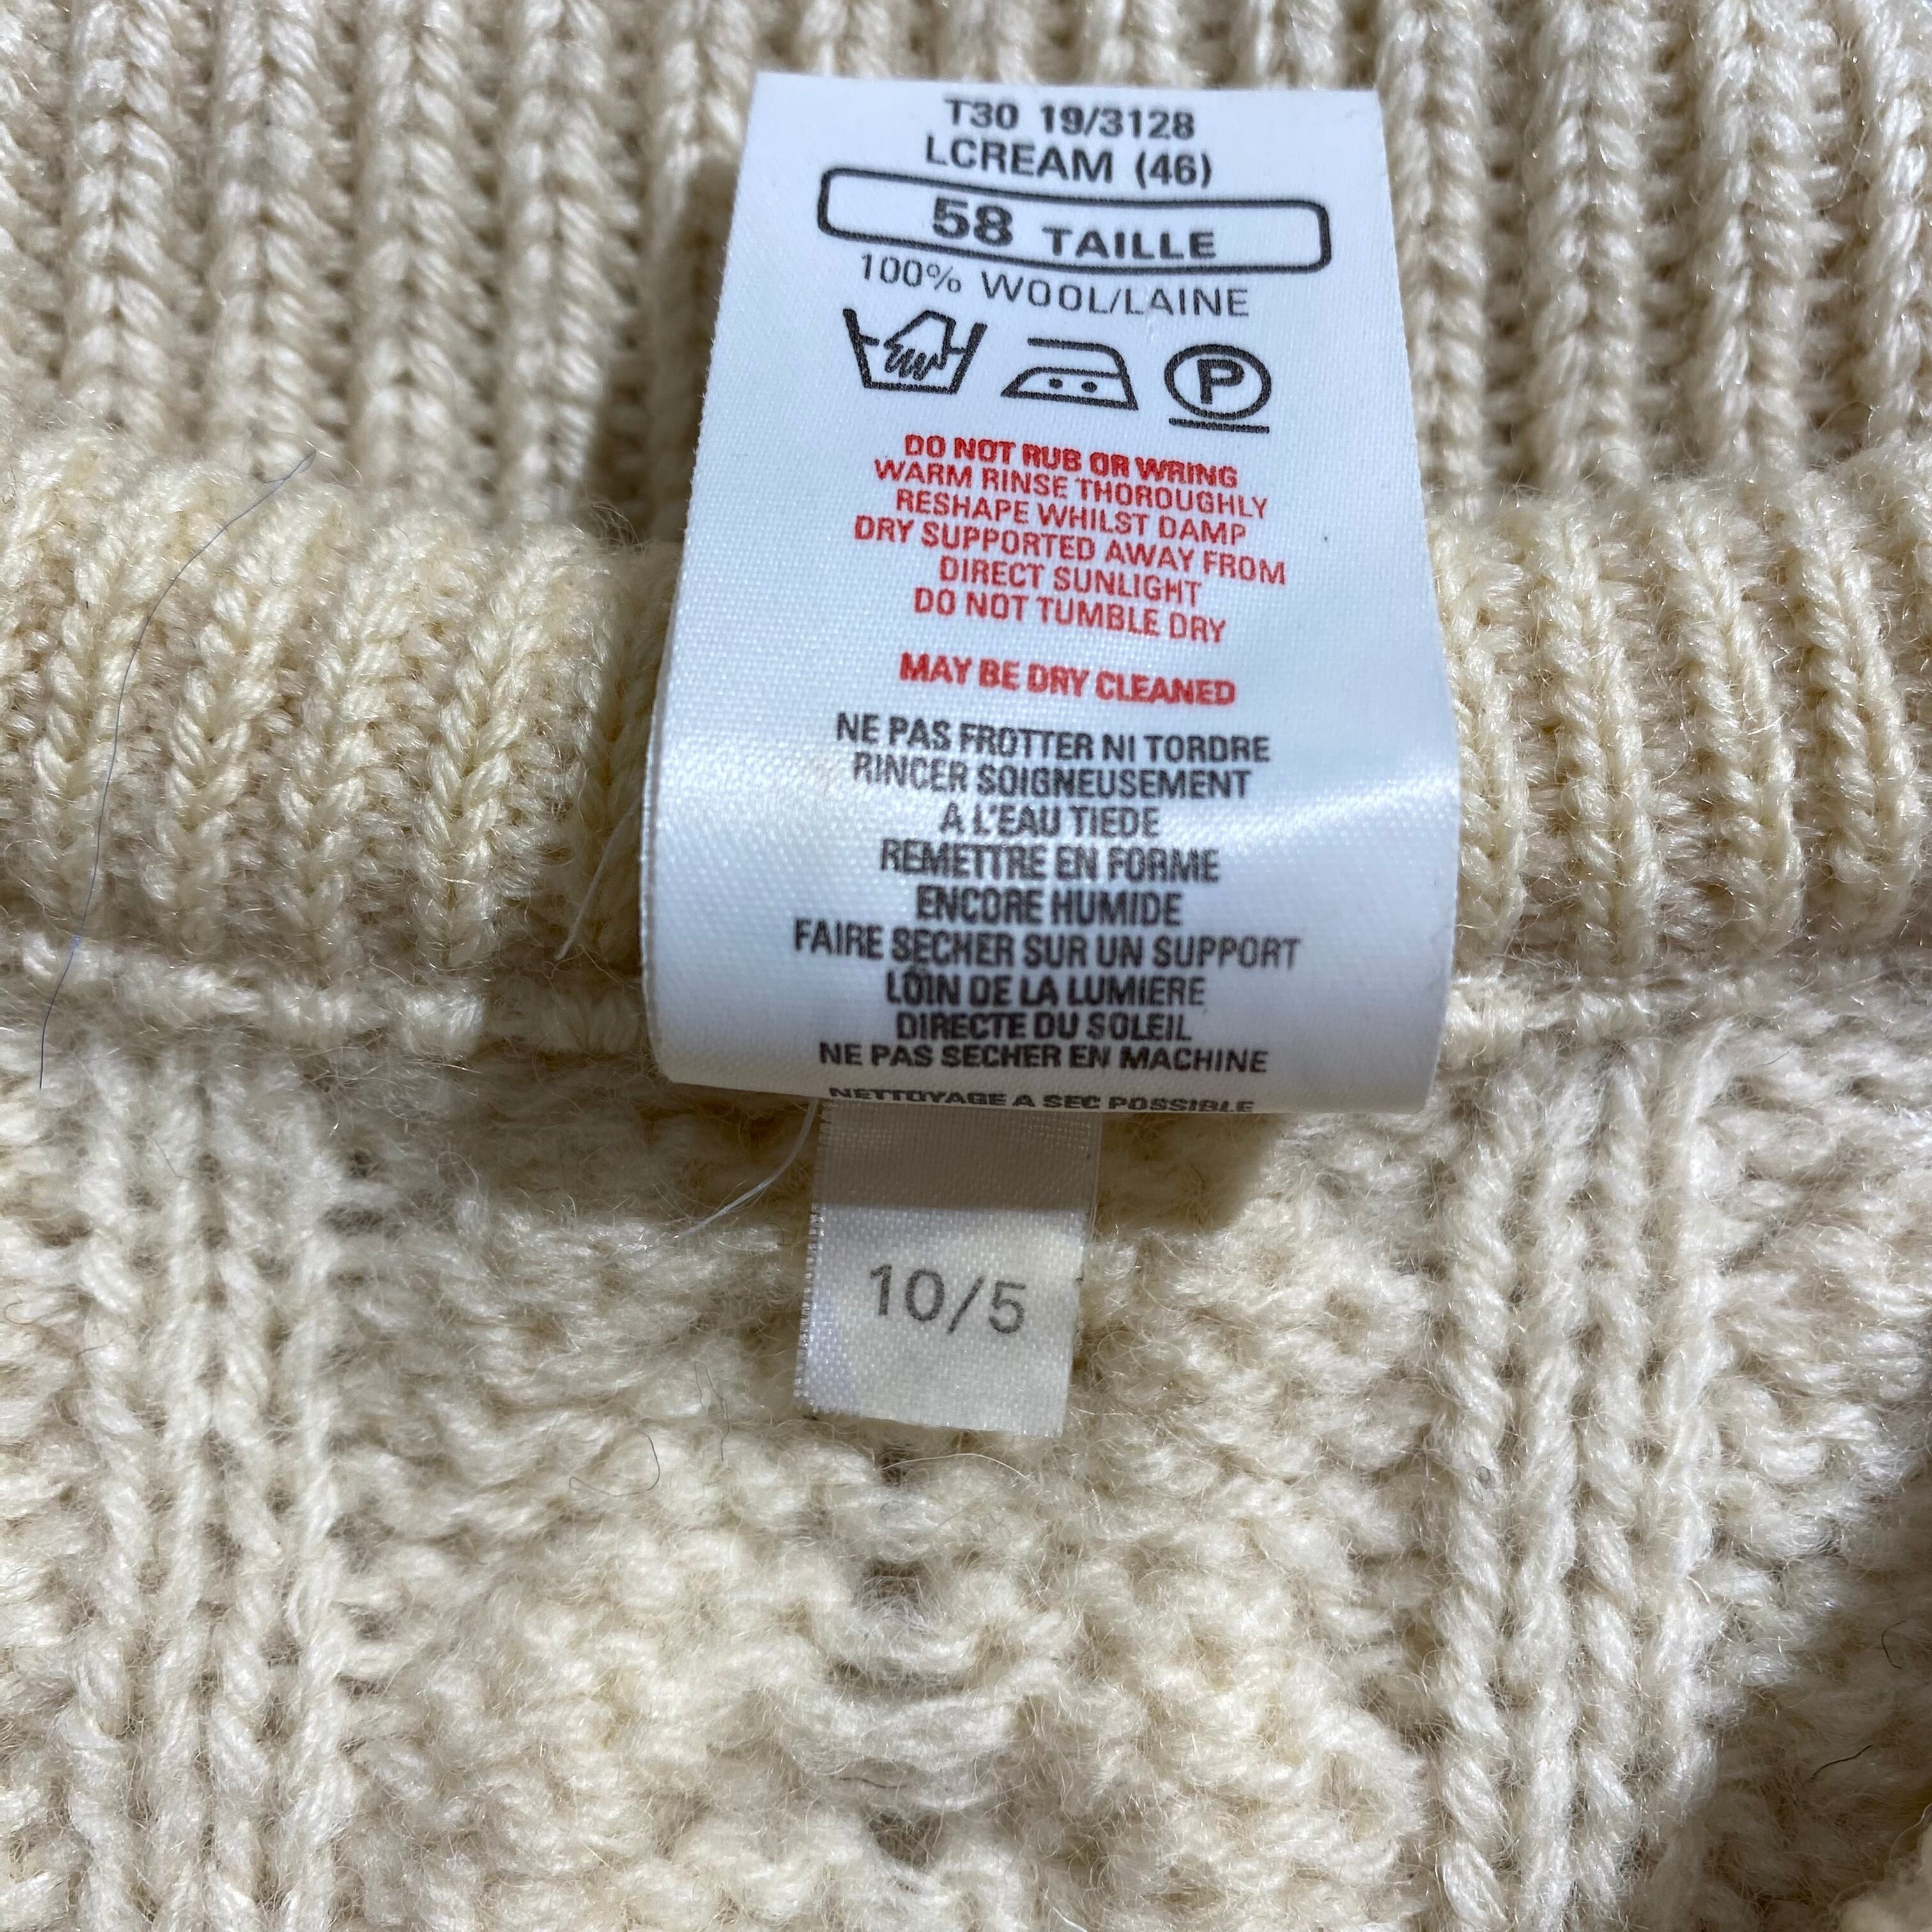 T30 19/3128
LCREAM (46)
58 TAILLE
100% WOOL/LAINE
P
DO NOT RUB OR WRING
WARM RINSE THOROUGHLY
RESHAPE WHILST DAMP
DRY SUPPORTED AWAY FROM
DIRECT SUNLIGHT
DO NOT TUMBLE DRY
MAY BE DRY CLEANED
NE PAS FROTTER NI TORDRE
RINCER SOIGNEUSEMENT
A L'EAU TIEDE
REMETTRE EN FORME
ENCORE HUMIDE
FAIRE SECHER SUR UN SUPPORT
LOIN DE LA LUMIERE
DIRECTE DU SOLEIL
NE PAS SECHER EN MACHINE
NETTOYAGE A SEC POSSIBLE
10/5